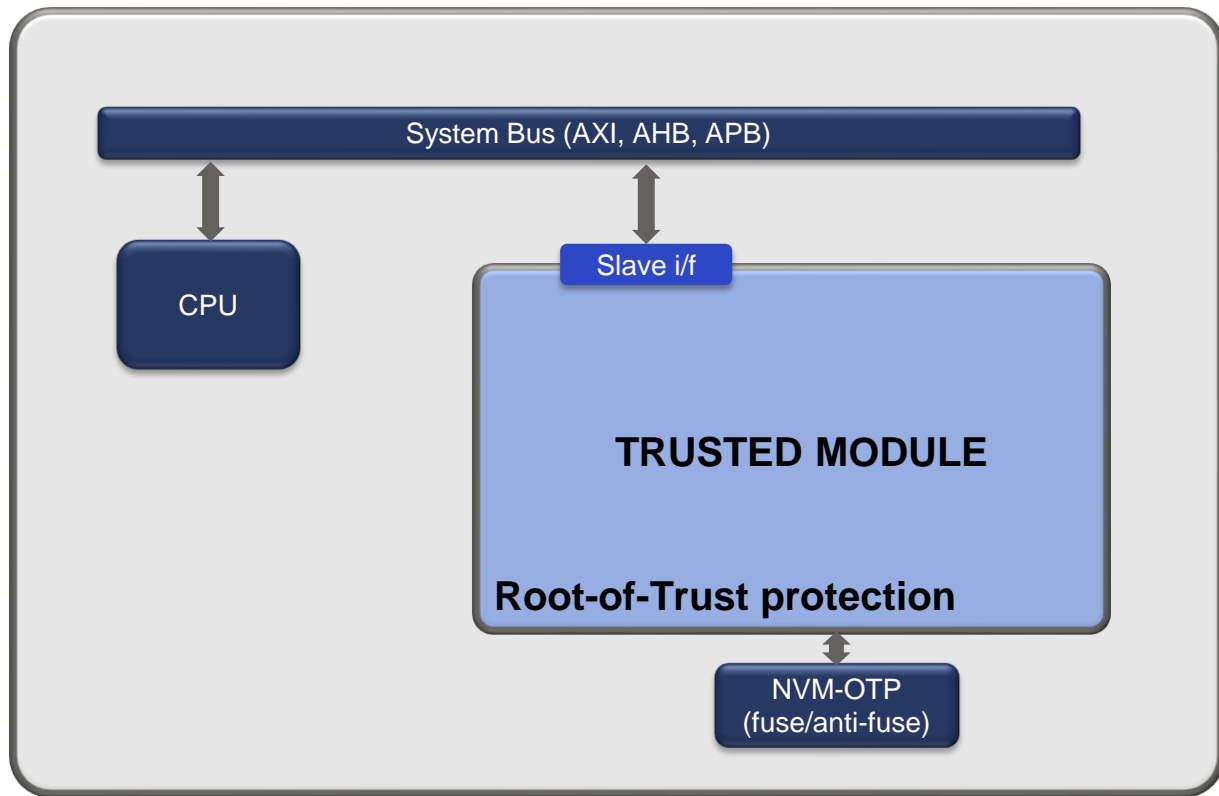 System Bus (AXI, AHB, APB)
Slave i/f
CPU
TRUSTED MODULE
Root-of-Trust protection
NVM-OTP
(fuse/anti-fuse)